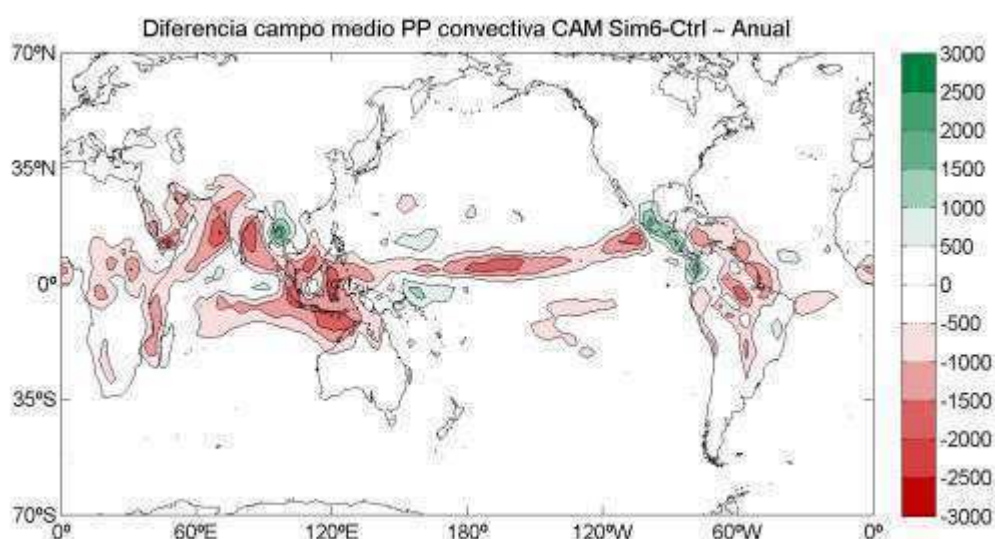 Diferencia campo medio PP convectiva CAM Sim6-Ctrl ~ Anual
70ºN
35ºN
0º
35ºS
70ºS
0º
60ºE
120ºE
180º
120ºW
60ºW
0º
3000
2500
2000
1500
1000
500
0
-500
-1000
-1500
-2000
-2500
-3000